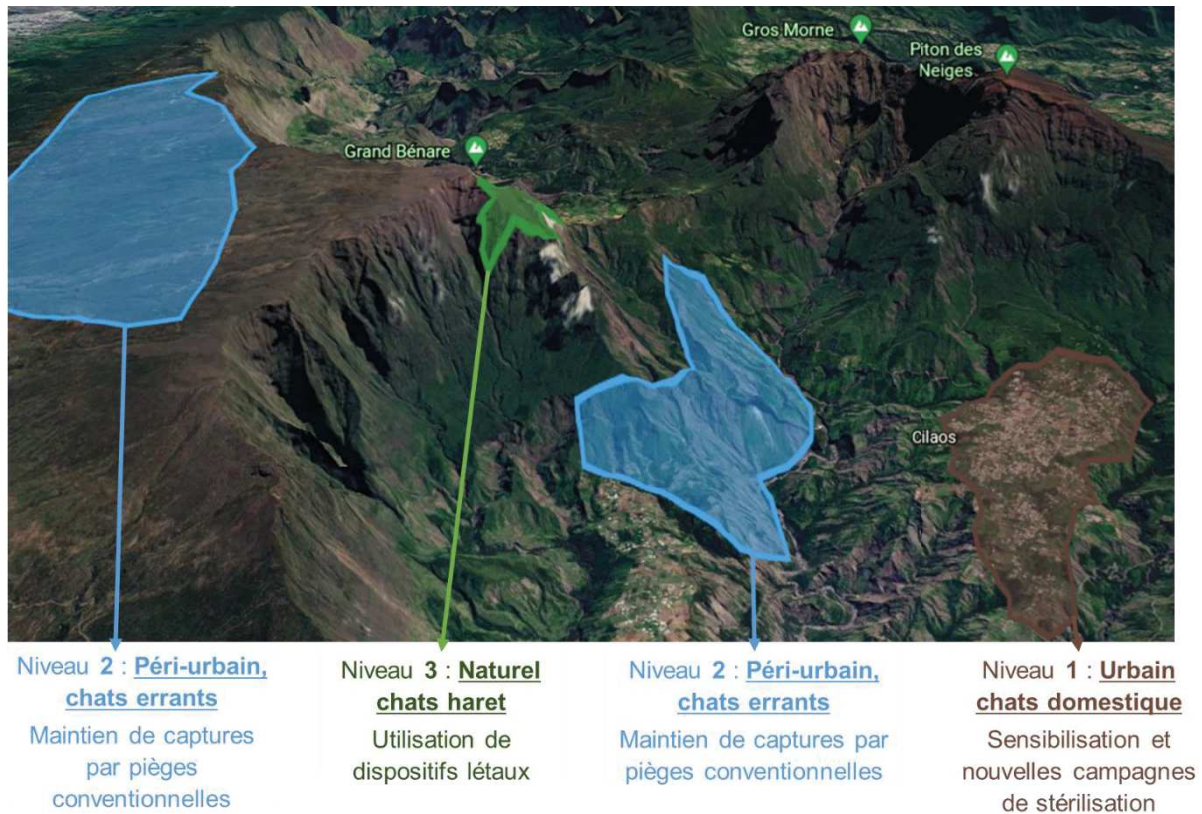 Gros Morne
Piton des
Neiges
Grand Bénare
Cilaos
Niveau 2 : Péri-urbain,
chats errants
Maintien de captures
par pièges
conventionnelles
Niveau 3 : Naturel
chats haret
Utilisation de
dispositifs létaux
Niveau 2 : Péri-urbain,
chats errants
Maintien de captures par
pièges conventionnelles
Niveau 1 : Urbain
chats domestique
Sensibilisation et
nouvelles campagnes
de stérilisation